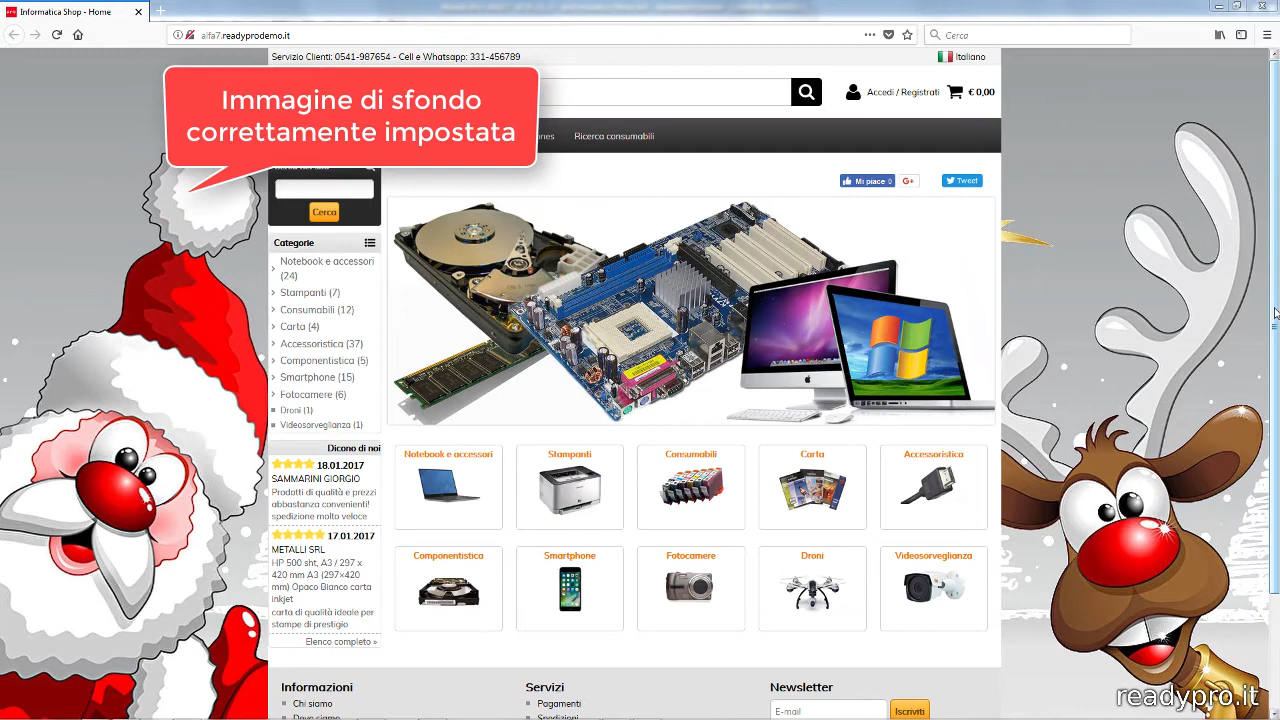 Informatica Shop - Home
alfa7.readyprodemo.it
Cerca
Servizio Clienti: 0541-987654 - Cell e Whatsapp: 331-456789
Italiano
Immagine di sfondo
correttamente impostata
Accedi / Registrati
€ 0,00
Ricerca consumabili
Mi piace 0
G+
Tweet
Cerca
Categorie
Notebook e accessori
(24)
Stampanti (7)
Consumabili (12)
Carta (4)
Accessoristica (37)
Componentistica (5)
Smartphone (15)
Fotocamere (6)
Droni (1)
Videosorveglianza (1)
Dicono di noi
18.01.2017
SAMMARINI GIORGIO
Prodotti di qualità e prezzi
abbastanza convenienti!
spedizione molto veloce
17.01.2017
METALLI SRL
HP 500 sht, A3 / 297 x
420 mm A3 (297×420
mm) Opaco Bianco carta
inkjet
carta di qualità ideale per
stampe di prestigio
Elenco completo »
Notebook e accessori
Stampanti
Consumabili
Carta
Accessoristica
Componentistica
Smartphone
Fotocamere
Droni
Videosorveglianza
Informazioni
Chi siamo
Dove siamo
Servizi
Pagamenti
Spedizioni
Newsletter
E-mail
Iscriviti
readypro.it